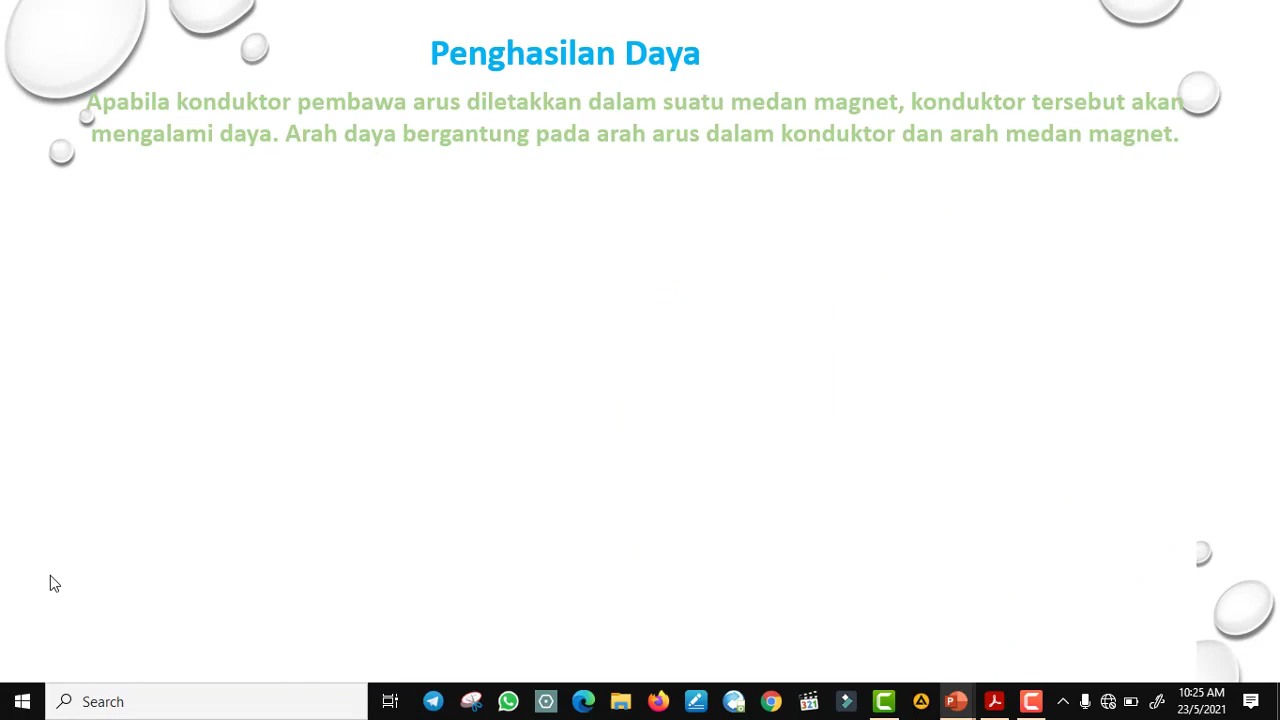 Penghasilan Daya
Apabila konduktor pembawa arus diletakkan dalam suatu medan magnet, konduktor tersebut akan
mengalami daya. Arah daya bergantung pada arah arus dalam konduktor dan arah medan magnet.
Search
321
10:25 AM
23/5/2021